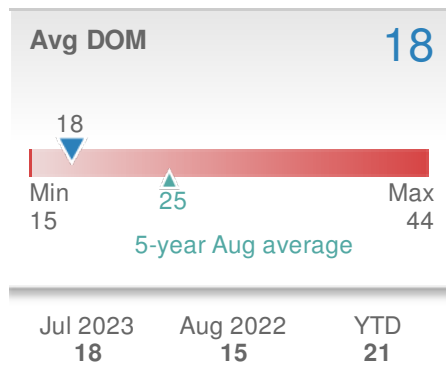 Avg DOM 18
18
Min Max
15 25 44
5-year Aug average
Jul 2023 Aug 2022 YTD
18 15 21